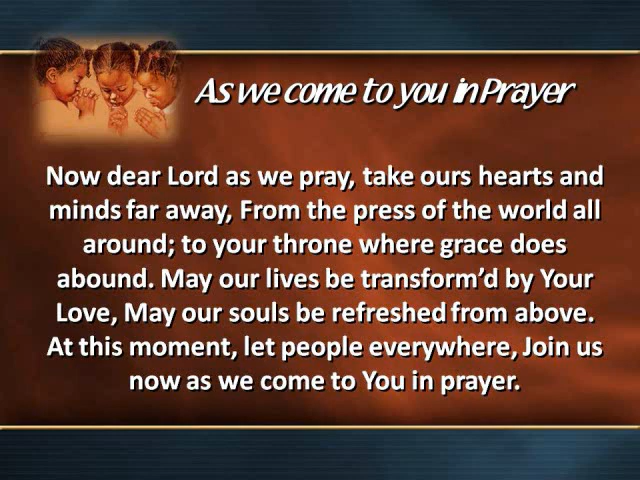 As we come to you in Prayer
Now dear Lord as we pray, take ours hearts and
minds far away, From the press of the world all
around; to your throne where grace does
abound. May our lives be transform’d by Your
Love, May our souls be refreshed from above.
At this moment, let people everywhere, Join us
now as we come to You in prayer.